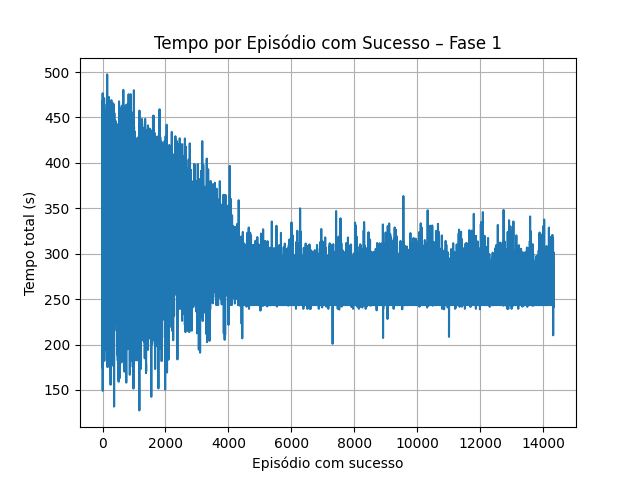 Tempo por Episódio com Sucesso – Fase 1
Tempo total (s)
500
450
400
350
300
250
200
150
0 2000 4000 6000 8000 10000 12000 14000
Episódio com sucesso